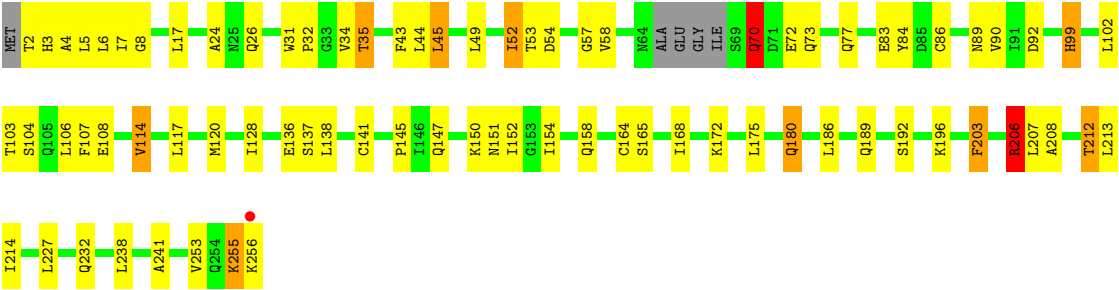 MET T2 H3 A4 L5 L6 I7 G8 L17 A24 N25 Q26 W31 P32 G33 V34 T35 F43 L44 L45 L49 I52 T53 D54 G57 V58 N64 ALA GLU GLY ILE S69 Q70 D71 E72 Q73 Q77 E83 Y84 D85 C86 N89 V90 I91 D92 H99 L102
T103 S104 Q105 L106 F107 E108 V114 L117 M120 I128 E136 S137 L138 C141 P145 I146 Q147 K150 N151 I152 G153 I154 Q158 C164 S165 I168 K172 L175 Q180 L186 Q189 S192 K196 F203 R206 L207 A208 T212 L213
I214 L227 Q232 L238 A241 V253 Q254 K255 K256